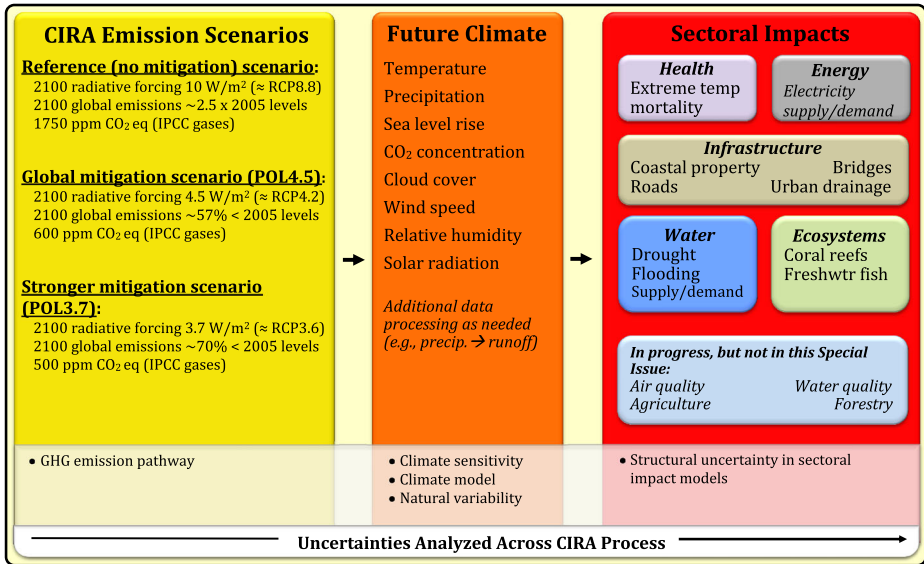 CIRA Emission Scenarios
Reference (no mitigation) scenario:
2100 radiative forcing 10 W/m² (≈ RCP8.8)
2100 global emissions ~2.5 x 2005 levels
1750 ppm CO₂ eq (IPCC gases)
Global mitigation scenario (POL4.5):
2100 radiative forcing 4.5 W/m² (≈ RCP4.2)
2100 global emissions ~57% < 2005 levels
600 ppm CO₂ eq (IPCC gases)
Stronger mitigation scenario
(POL3.7):
2100 radiative forcing 3.7 W/m² (≈ RCP3.6)
2100 global emissions ~70% < 2005 levels
500 ppm CO₂ eq (IPCC gases)
• GHG emission pathway
Future Climate
Temperature
Precipitation
Sea level rise
CO₂ concentration
Cloud cover
Wind speed
Relative humidity
Solar radiation
Additional data
processing as needed
(e.g., precip. → runoff)
• Climate sensitivity
• Climate model
• Natural variability
Sectoral Impacts
Health
Extreme temp
mortality
Energy
Electricity
supply/demand
Infrastructure
Coastal property Bridges
Roads Urban drainage
Water
Drought
Flooding
Supply/demand
Ecosystems
Coral reefs
Freshwtr fish
In progress, but not in this Special
Issue:
Air quality Water quality
Agriculture Forestry
• Structural uncertainty in sectoral
impact models
Uncertainties Analyzed Across CIRA Process